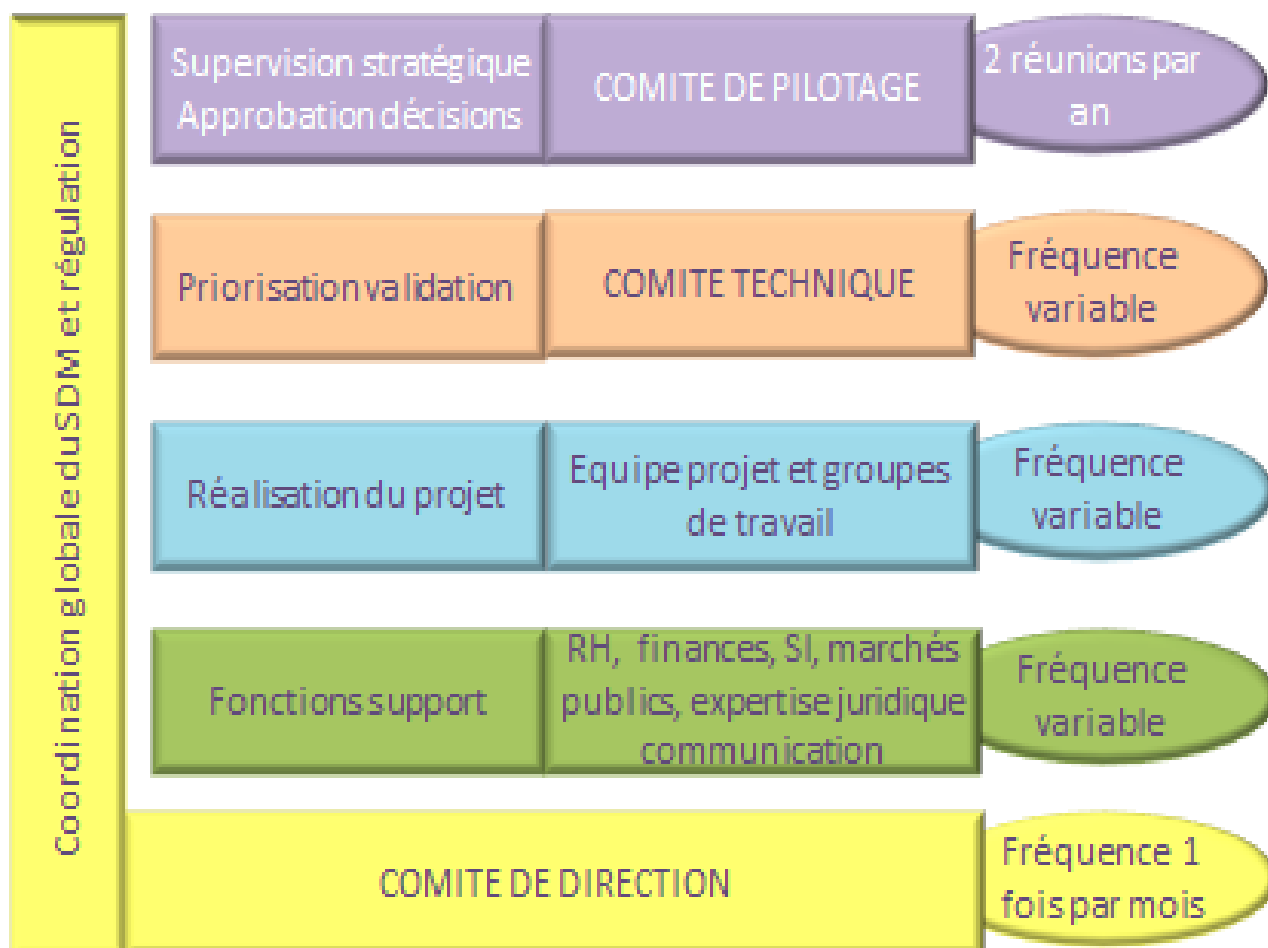 Coordination globale du SDM et régulation
Supervision stratégique
Approbation décisions
COMITE DE PILOTAGE
2 réunions par
an
Priorisation validation
COMITE TECHNIQUE
Fréquence
variable
Réalisation du projet
Equipe projet et groupes
de travail
Fréquence
variable
Fonctions support
RH, finances, SI, marchés
publics, expertise juridique
communication
Fréquence
variable
COMITE DE DIRECTION
Fréquence 1
fois par mois